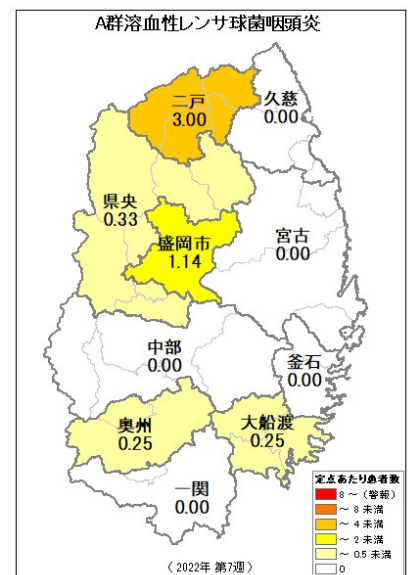 A群溶血性レンサ球菌咽頭炎
二戸
3.00
久慈
0.00
県央
0.33
盛岡市
1.14
宮古
0.00
中部
0.00
釜石
0.00
奥州
0.25
大船渡
0.25
一関
0.00
定点あたり患者数
8～（警報）
～8未満
～4未満
～2未満
～0.5未満
0
（2022年 第7週）